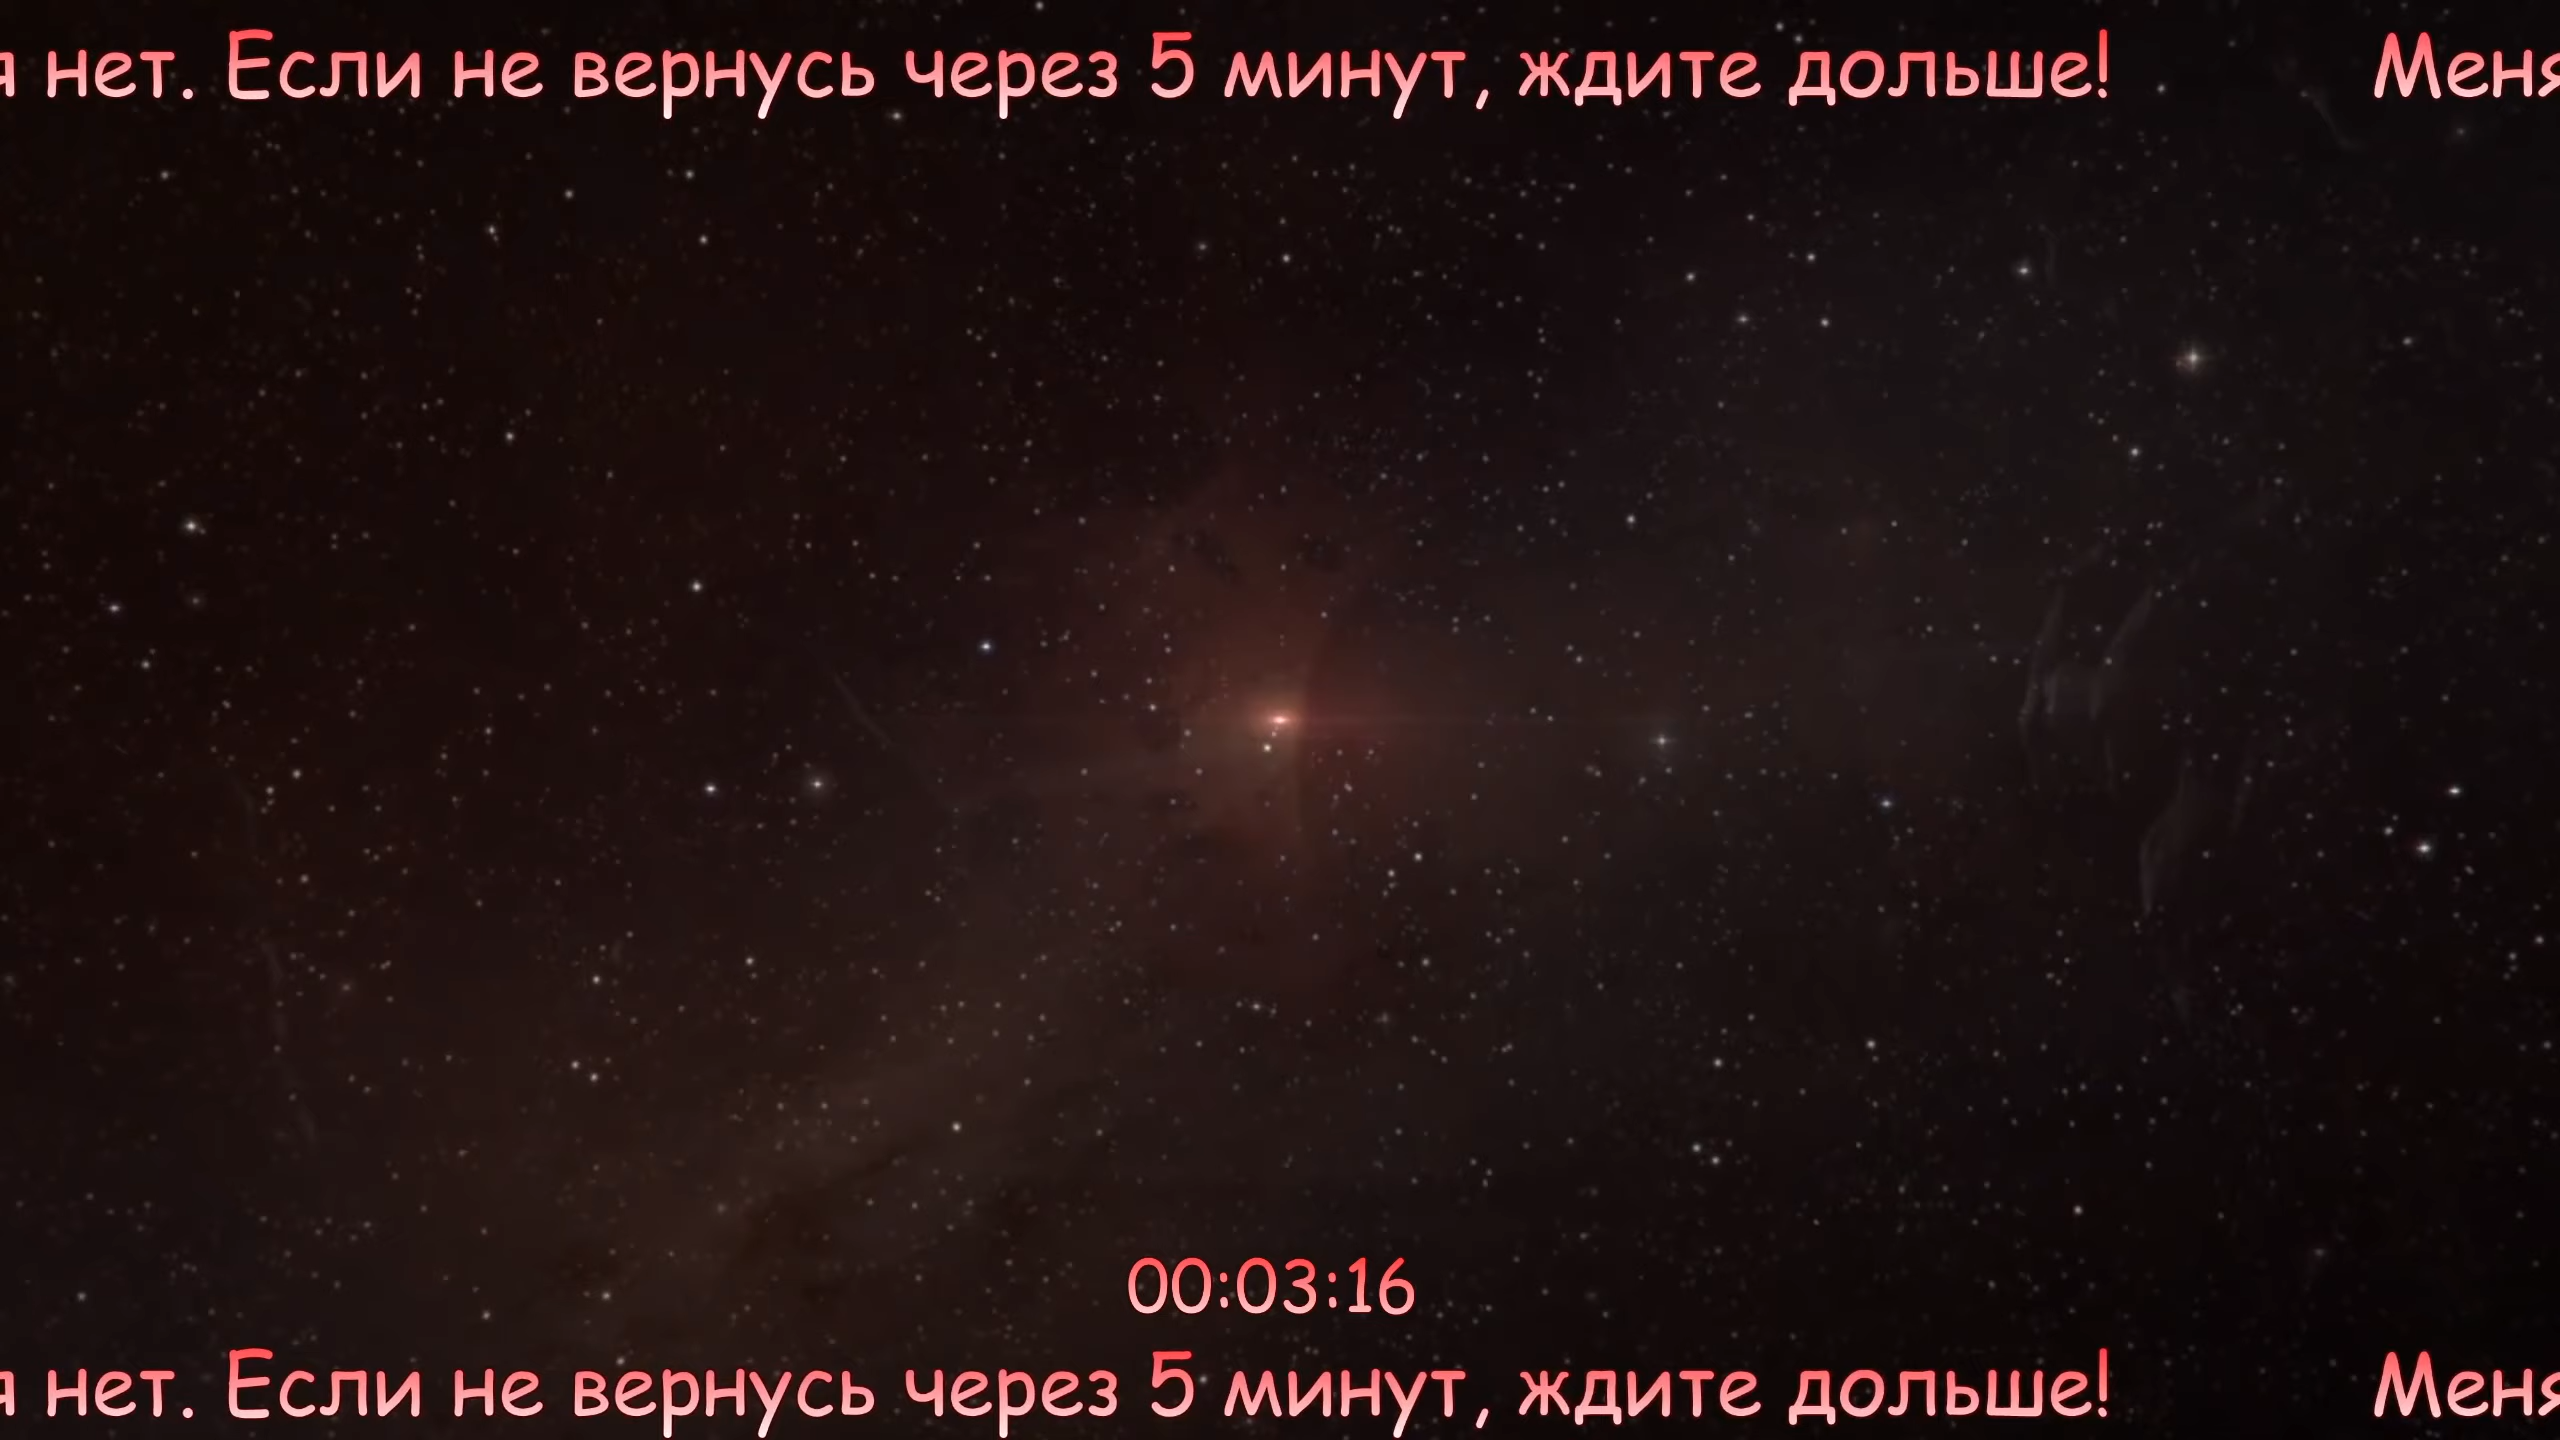 я нет. Если не вернусь через 5 минут, ждите дольше! Меня
00:03:16
я нет. Если не вернусь через 5 минут, ждите дольше! Меня